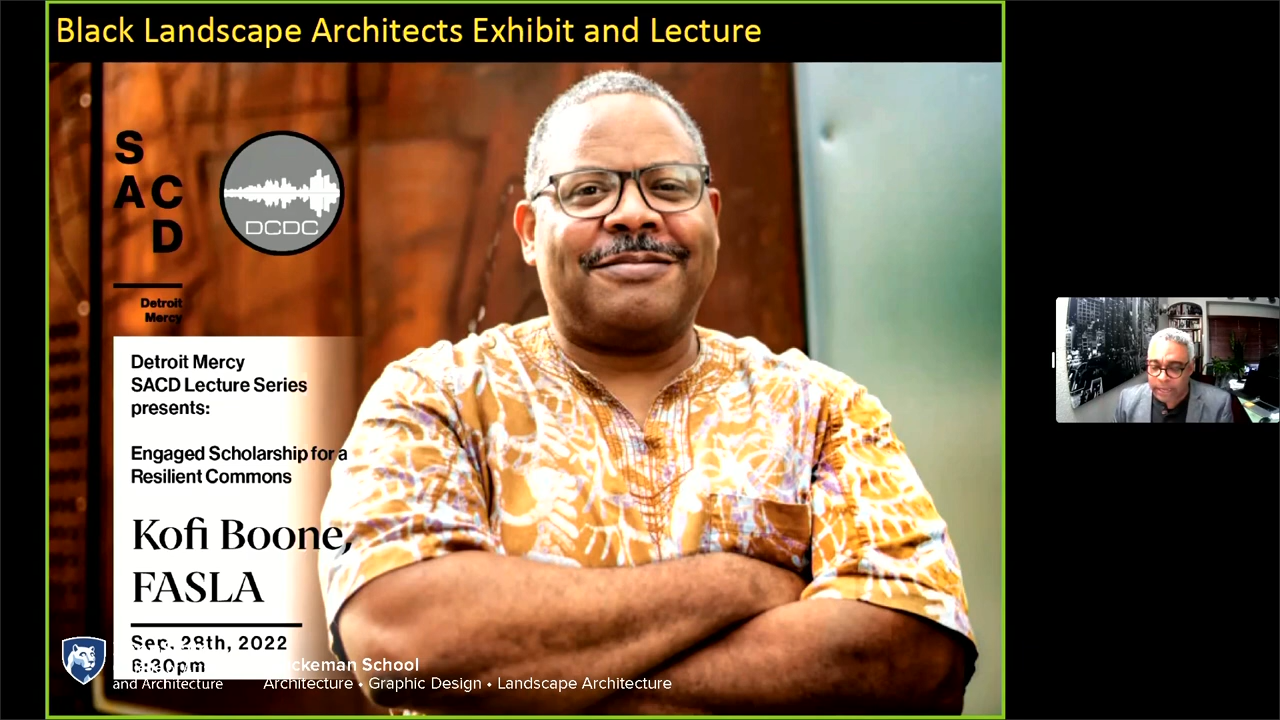 Black Landscape Architects Exhibit and Lecture
S
A C
D
DCDC
Detroit
Mercy
Detroit Mercy
SACD Lecture Series
presents:
Engaged Scholarship for a
Resilient Commons
Kofi Boone,
FASLA
Sep. 28th, 2022
6:30pm
ckeman School
and Architecture
Architecture • Graphic Design • Landscape Architecture